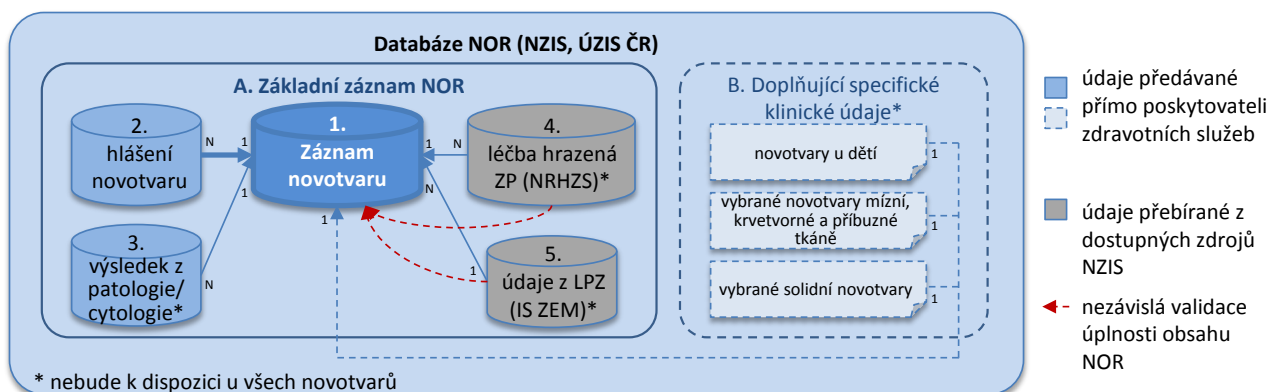 Databáze NOR (NZIS, ÚZIS ČR)
A. Základní záznam NOR
2.
hlášení
novotvaru
N
1
1.
Záznam
novotvaru
1
N
4.
léčba hrazená
ZP (NRHZS)*
1
N
1
3.
výsledek z
patologie/
cytologie*
N
1
5.
údaje z LPZ
(IS ZEM)*
B. Doplňující specifické
klinické údaje*
novotvary u dětí
1
vybrané novotvary mízní,
krvetvorné a příbuzné
tkáně
1
vybrané solidní novotvary
1
* nebude k dispozici u všech novotvarů
údaje předávané
přímo poskytovateli
zdravotních služeb
údaje přebírané z
dostupných zdrojů
NZIS
nezávislá validace
úplnosti obsahu
NOR